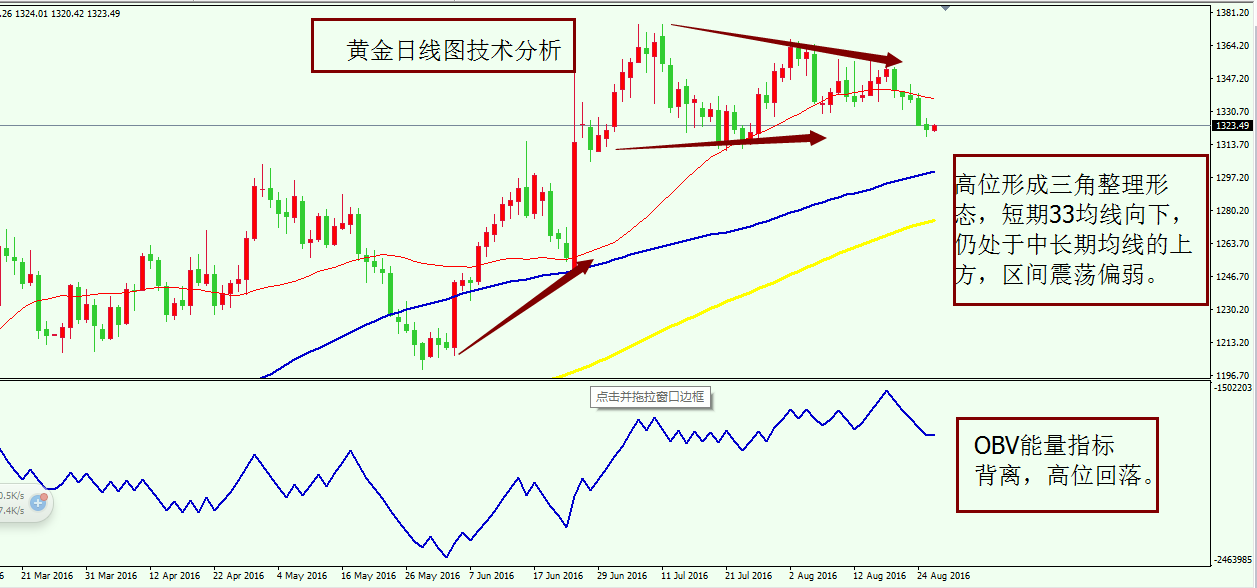 .26 1324.01 1320.42 1323.49
黄金日线图技术分析
1381.20
1364.20
1347.20
1330.70
1323.49
1313.70
1297.20
1280.20
1263.70
1246.70
1230.20
1213.20
1196.70
高位形成三角整理形
态，短期33均线向下，
仍处于中长期均线的上
方，区间震荡偏弱。
点击并拖拉窗口边框
-1502203
OBV能量指标
背离，高位回落。
0.5K/s
7.4K/s
-2463985
6 21 Mar 2016 31 Mar 2016 12 Apr 2016 22 Apr 2016 4 May 2016 16 May 2016 26 May 2016 7 Jun 2016 17 Jun 2016 29 Jun 2016 11 Jul 2016 21 Jul 2016 2 Aug 2016 12 Aug 2016 24 Aug 2016